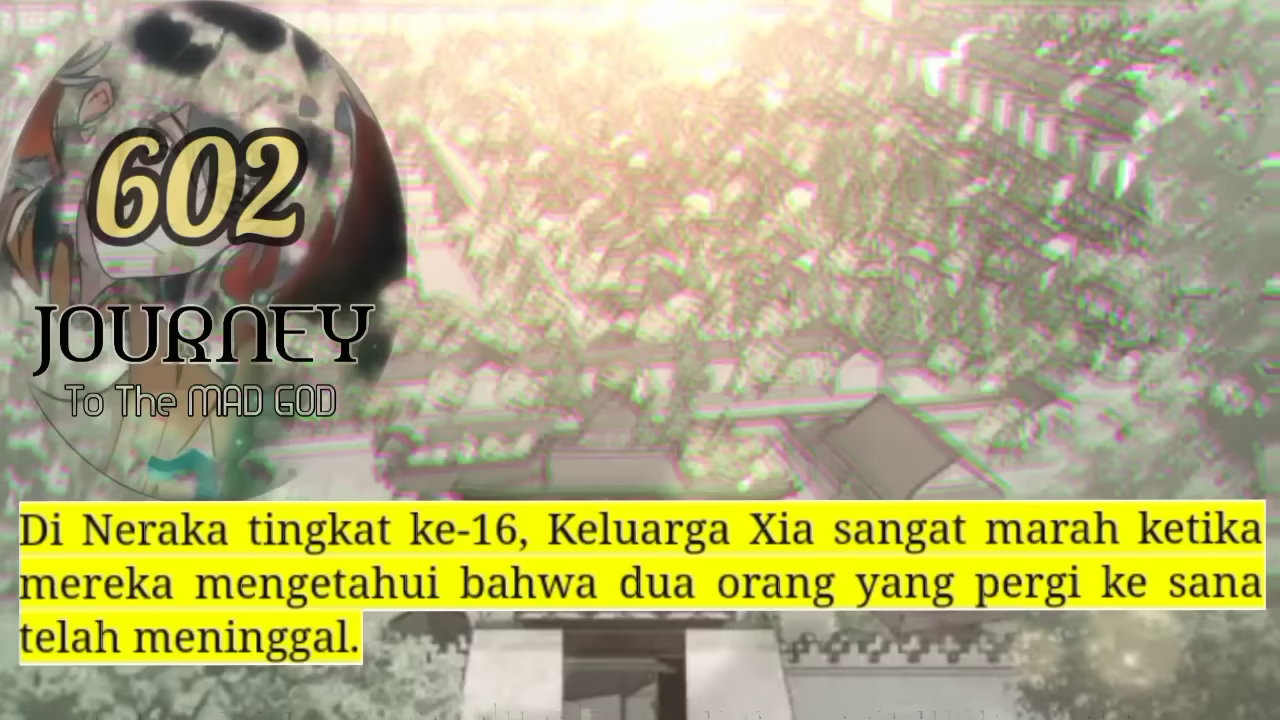 602
JOURNEY
To The MAD GOD
Di Neraka tingkat ke-16, Keluarga Xia sangat marah ketika
mereka mengetahui bahwa dua orang yang pergi ke sana
telah meninggal.